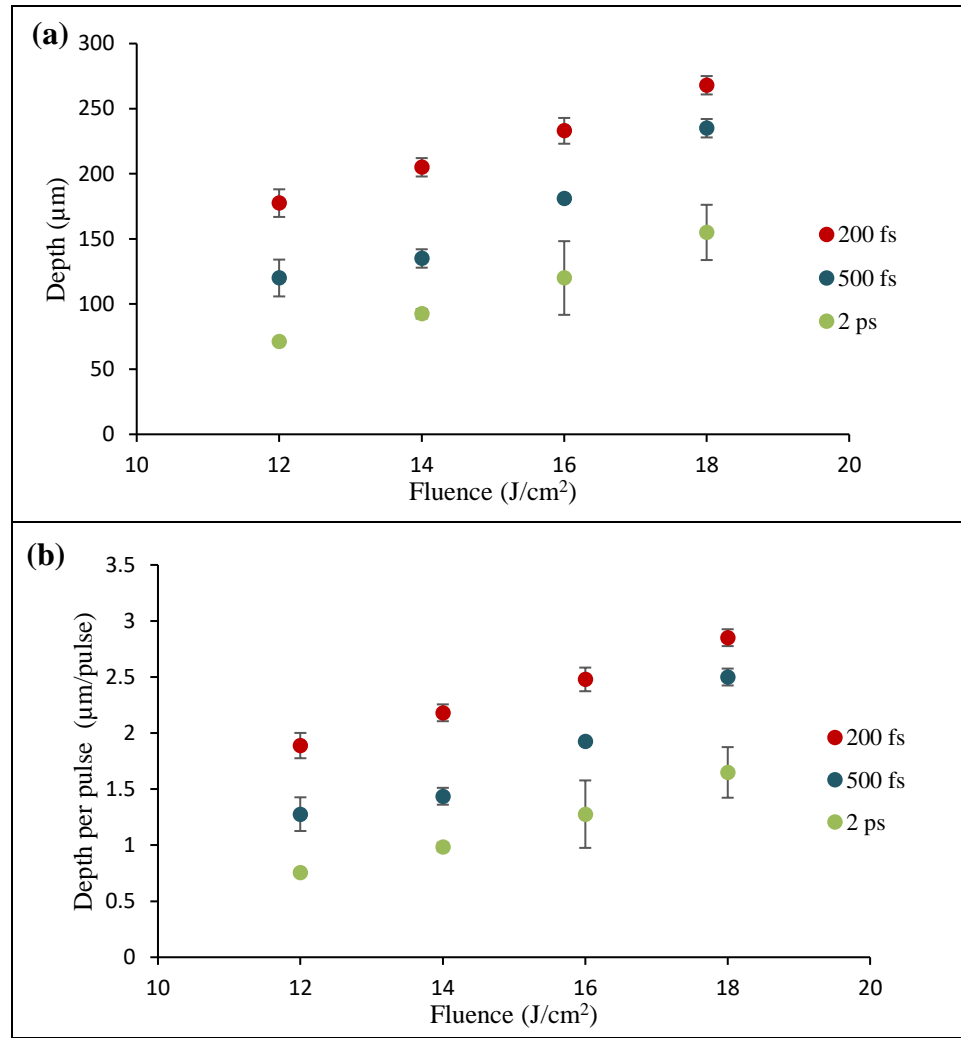 (a)
300
250
200
150
100
50
0
Depth (µm)
10 12 14 16 18 20
Fluence (J/cm²)
200 fs
500 fs
2 ps
(b)
3.5
3
2.5
2
1.5
1
0.5
0
Depth per pulse (µm/pulse)
10 12 14 16 18 20
Fluence (J/cm²)
200 fs
500 fs
2 ps